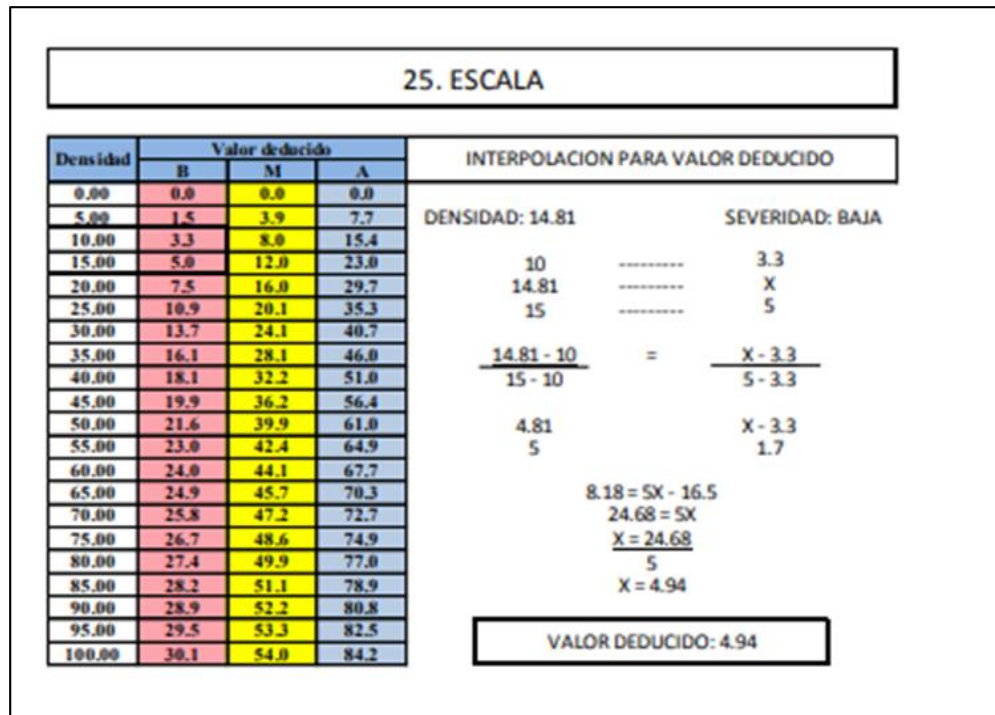 25. ESCALA
Densidad Valor deducido
B M A
0.00 0.0 0.0 0.0
5.00 1.5 3.9 7.7
10.00 3.3 8.0 15.4
15.00 5.0 12.0 23.0
20.00 7.5 16.0 29.7
25.00 10.9 20.1 35.3
30.00 13.7 24.1 40.7
35.00 16.1 28.1 46.0
40.00 18.1 32.2 51.0
45.00 19.9 36.2 56.4
50.00 21.6 39.9 61.0
55.00 23.0 42.4 64.9
60.00 24.0 44.1 67.7
65.00 24.9 45.7 70.3
70.00 25.8 47.2 72.7
75.00 26.7 48.6 74.9
80.00 27.4 49.9 77.0
85.00 28.2 51.1 78.9
90.00 28.9 52.2 80.8
95.00 29.5 53.3 82.5
100.00 30.1 54.0 84.2
INTERPOLACION PARA VALOR DEDUCIDO
DENSIDAD: 14.81 SEVERIDAD: BAJA
10 --------- 3.3
14.81 --------- X
15 --------- 5
14.81 - 10 = X - 3.3
15 - 10 5 - 3.3
4.81 X - 3.3
5 1.7
8.18 = 5X - 16.5
24.68 = 5X
X = 24.68
5
X = 4.94
VALOR DEDUCIDO: 4.94